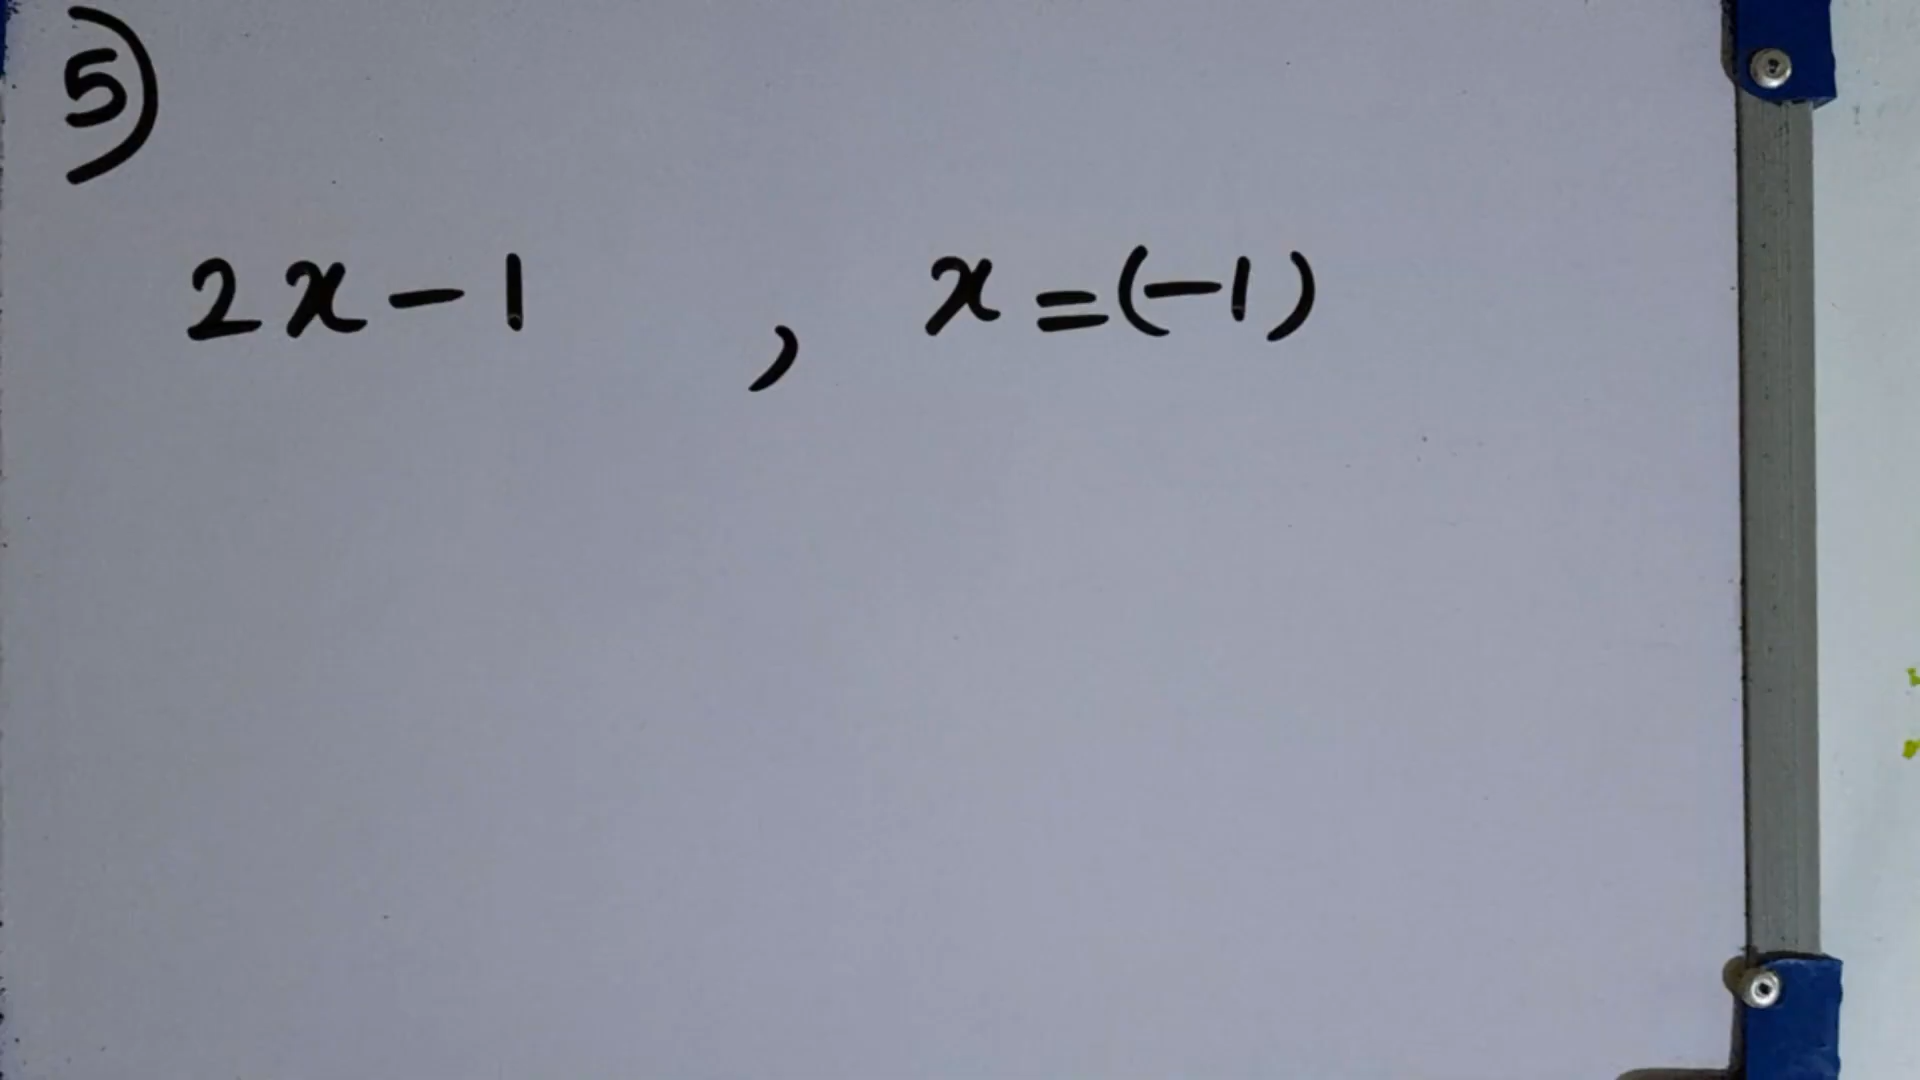 5)
2x - 1 , x = (-1)